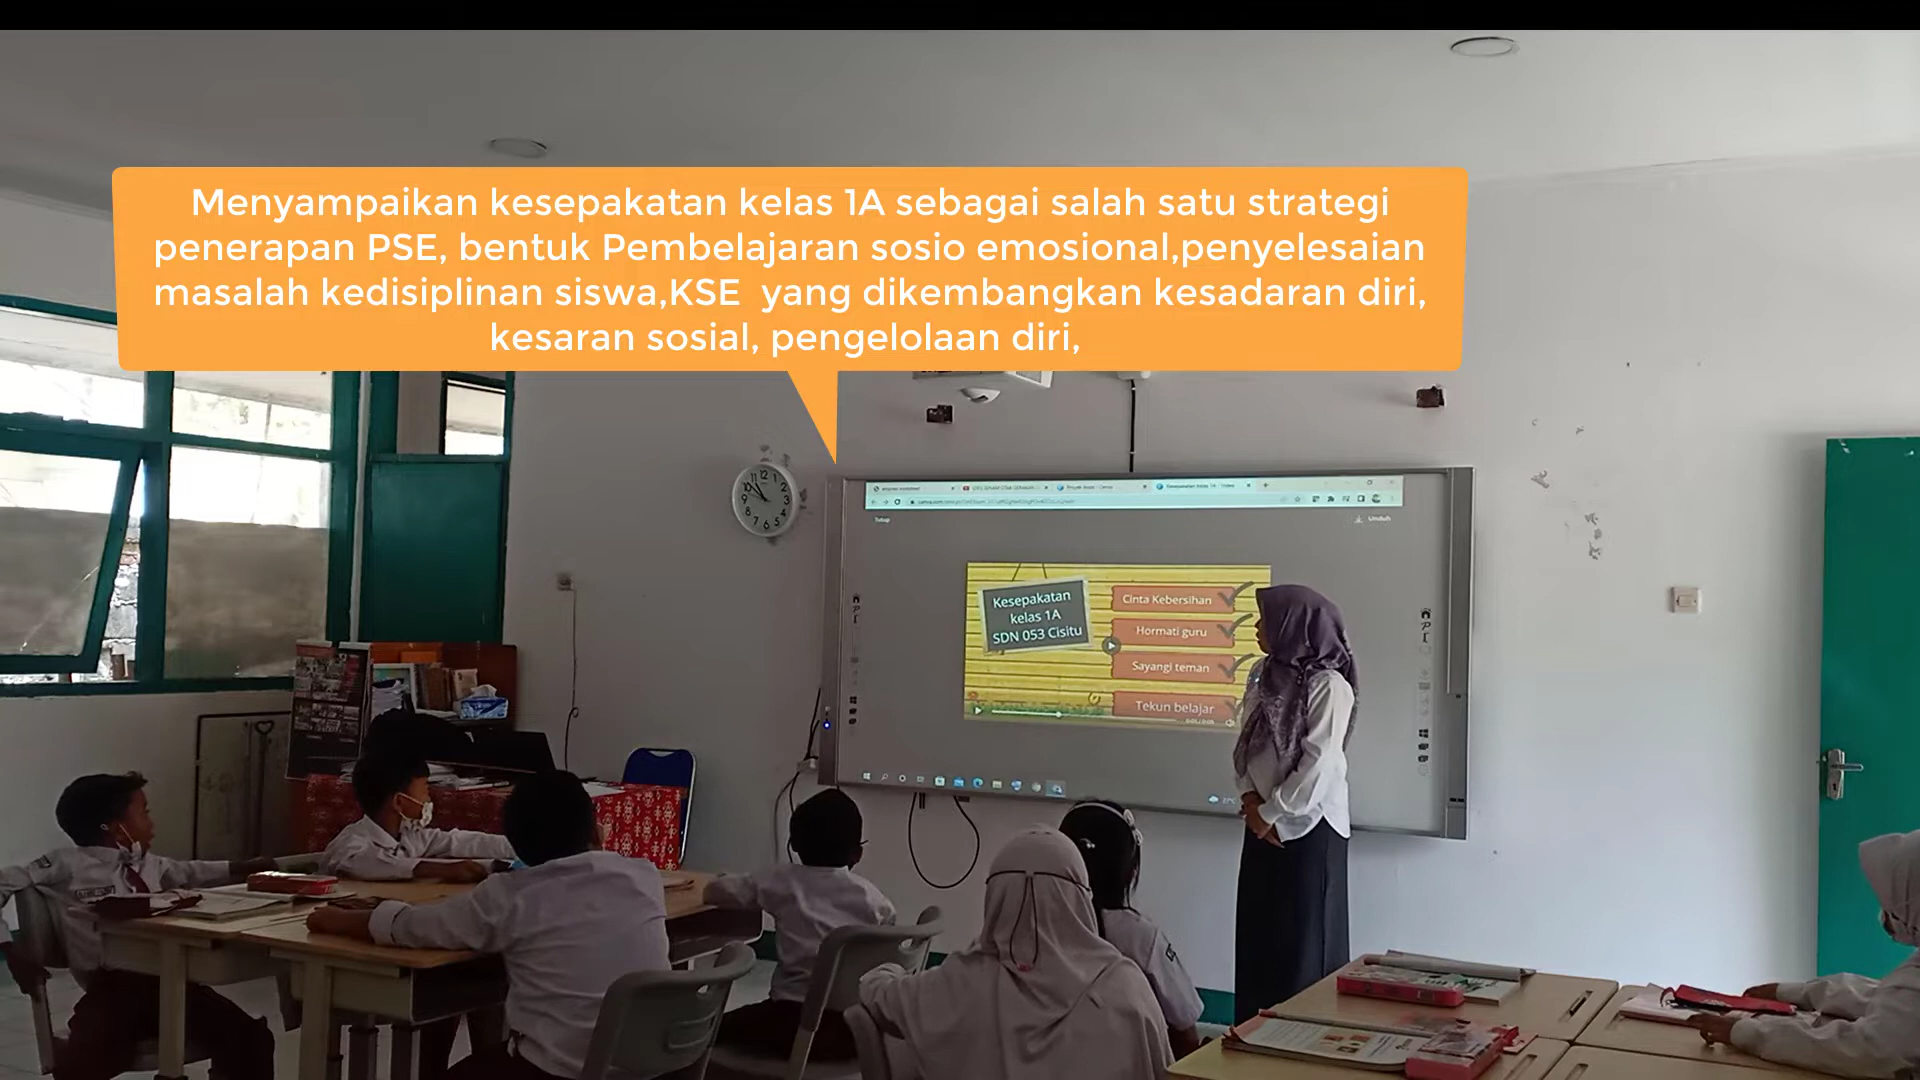 Menyampaikan kesepakatan kelas 1A sebagai salah satu strategi
penerapan PSE, bentuk Pembelajaran sosio emosional,penyelesaian
masalah kedisiplinan siswa,KSE yang dikembangkan kesadaran diri,
kesaran sosial, pengelolaan diri,
Tutup
Unduh
Kesepakatan
kelas 1A
SDN 053 Cisitu
Cinta Kebersihan
Hormati guru
Sayangi teman
Tekun belajar